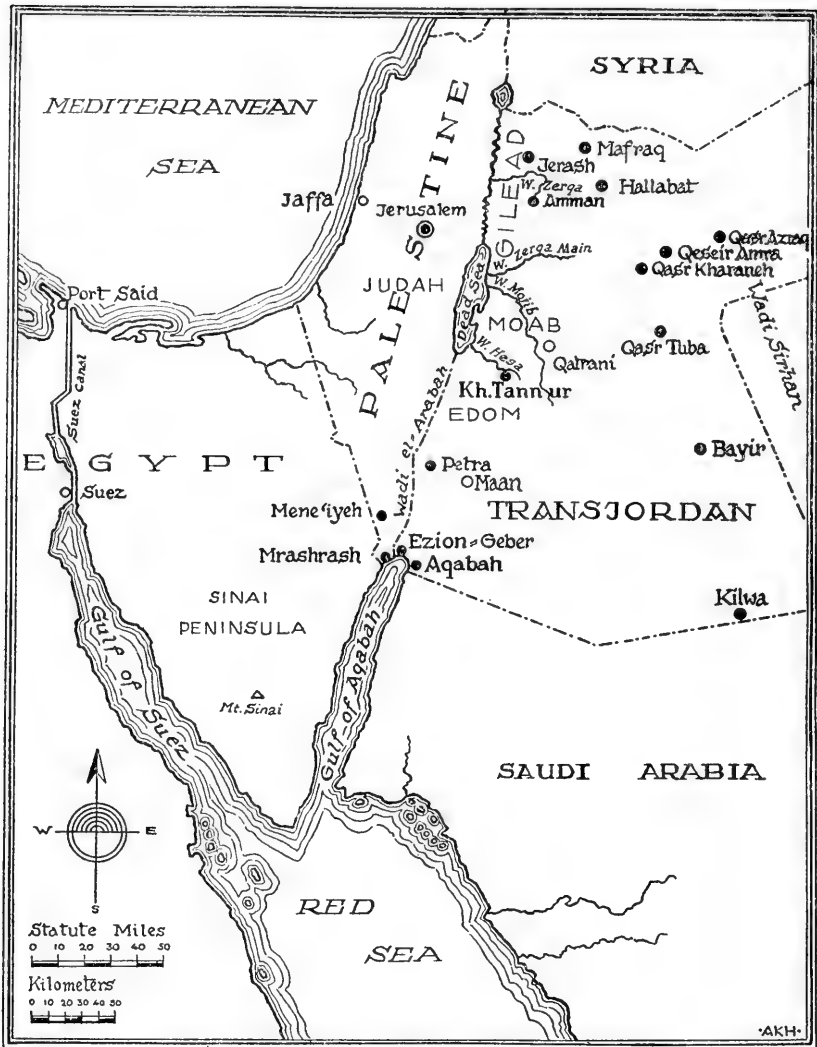 SYRIA
MEDITERRANEAN
SEA
PALESTINE
GILEAD
Mafraq
Jerash
W. Zerqa
Hallabat
Amman
Jaffa
Jerusalem
Qasr Azraq
Qeseir Amra
Qasr Kharaneh
W. Zerqa Main
JUDAH
Dead Sea
W. Mojib
MOAB
Port Said
Wadi Sirhan
Qasr Tuba
Qatrani
W. Hesa
Kh. Tannur
EDOM
Suez Canal
Wadi el-Arabah
Bayir
EGYPT
Petra
Maan
Suez
Mene‘iyeh
TRANSJORDAN
Ezion-Geber
Mrashrash
Aqabah
SINAI
PENINSULA
Kilwa
Gulf of Suez
Gulf of Aqabah
Mt. Sinai
SAUDI ARABIA
W
E
S
RED
SEA
Statute Miles
0 10 20 30 40 50
Kilometers
0 10 20 30 40 50
·AKH·